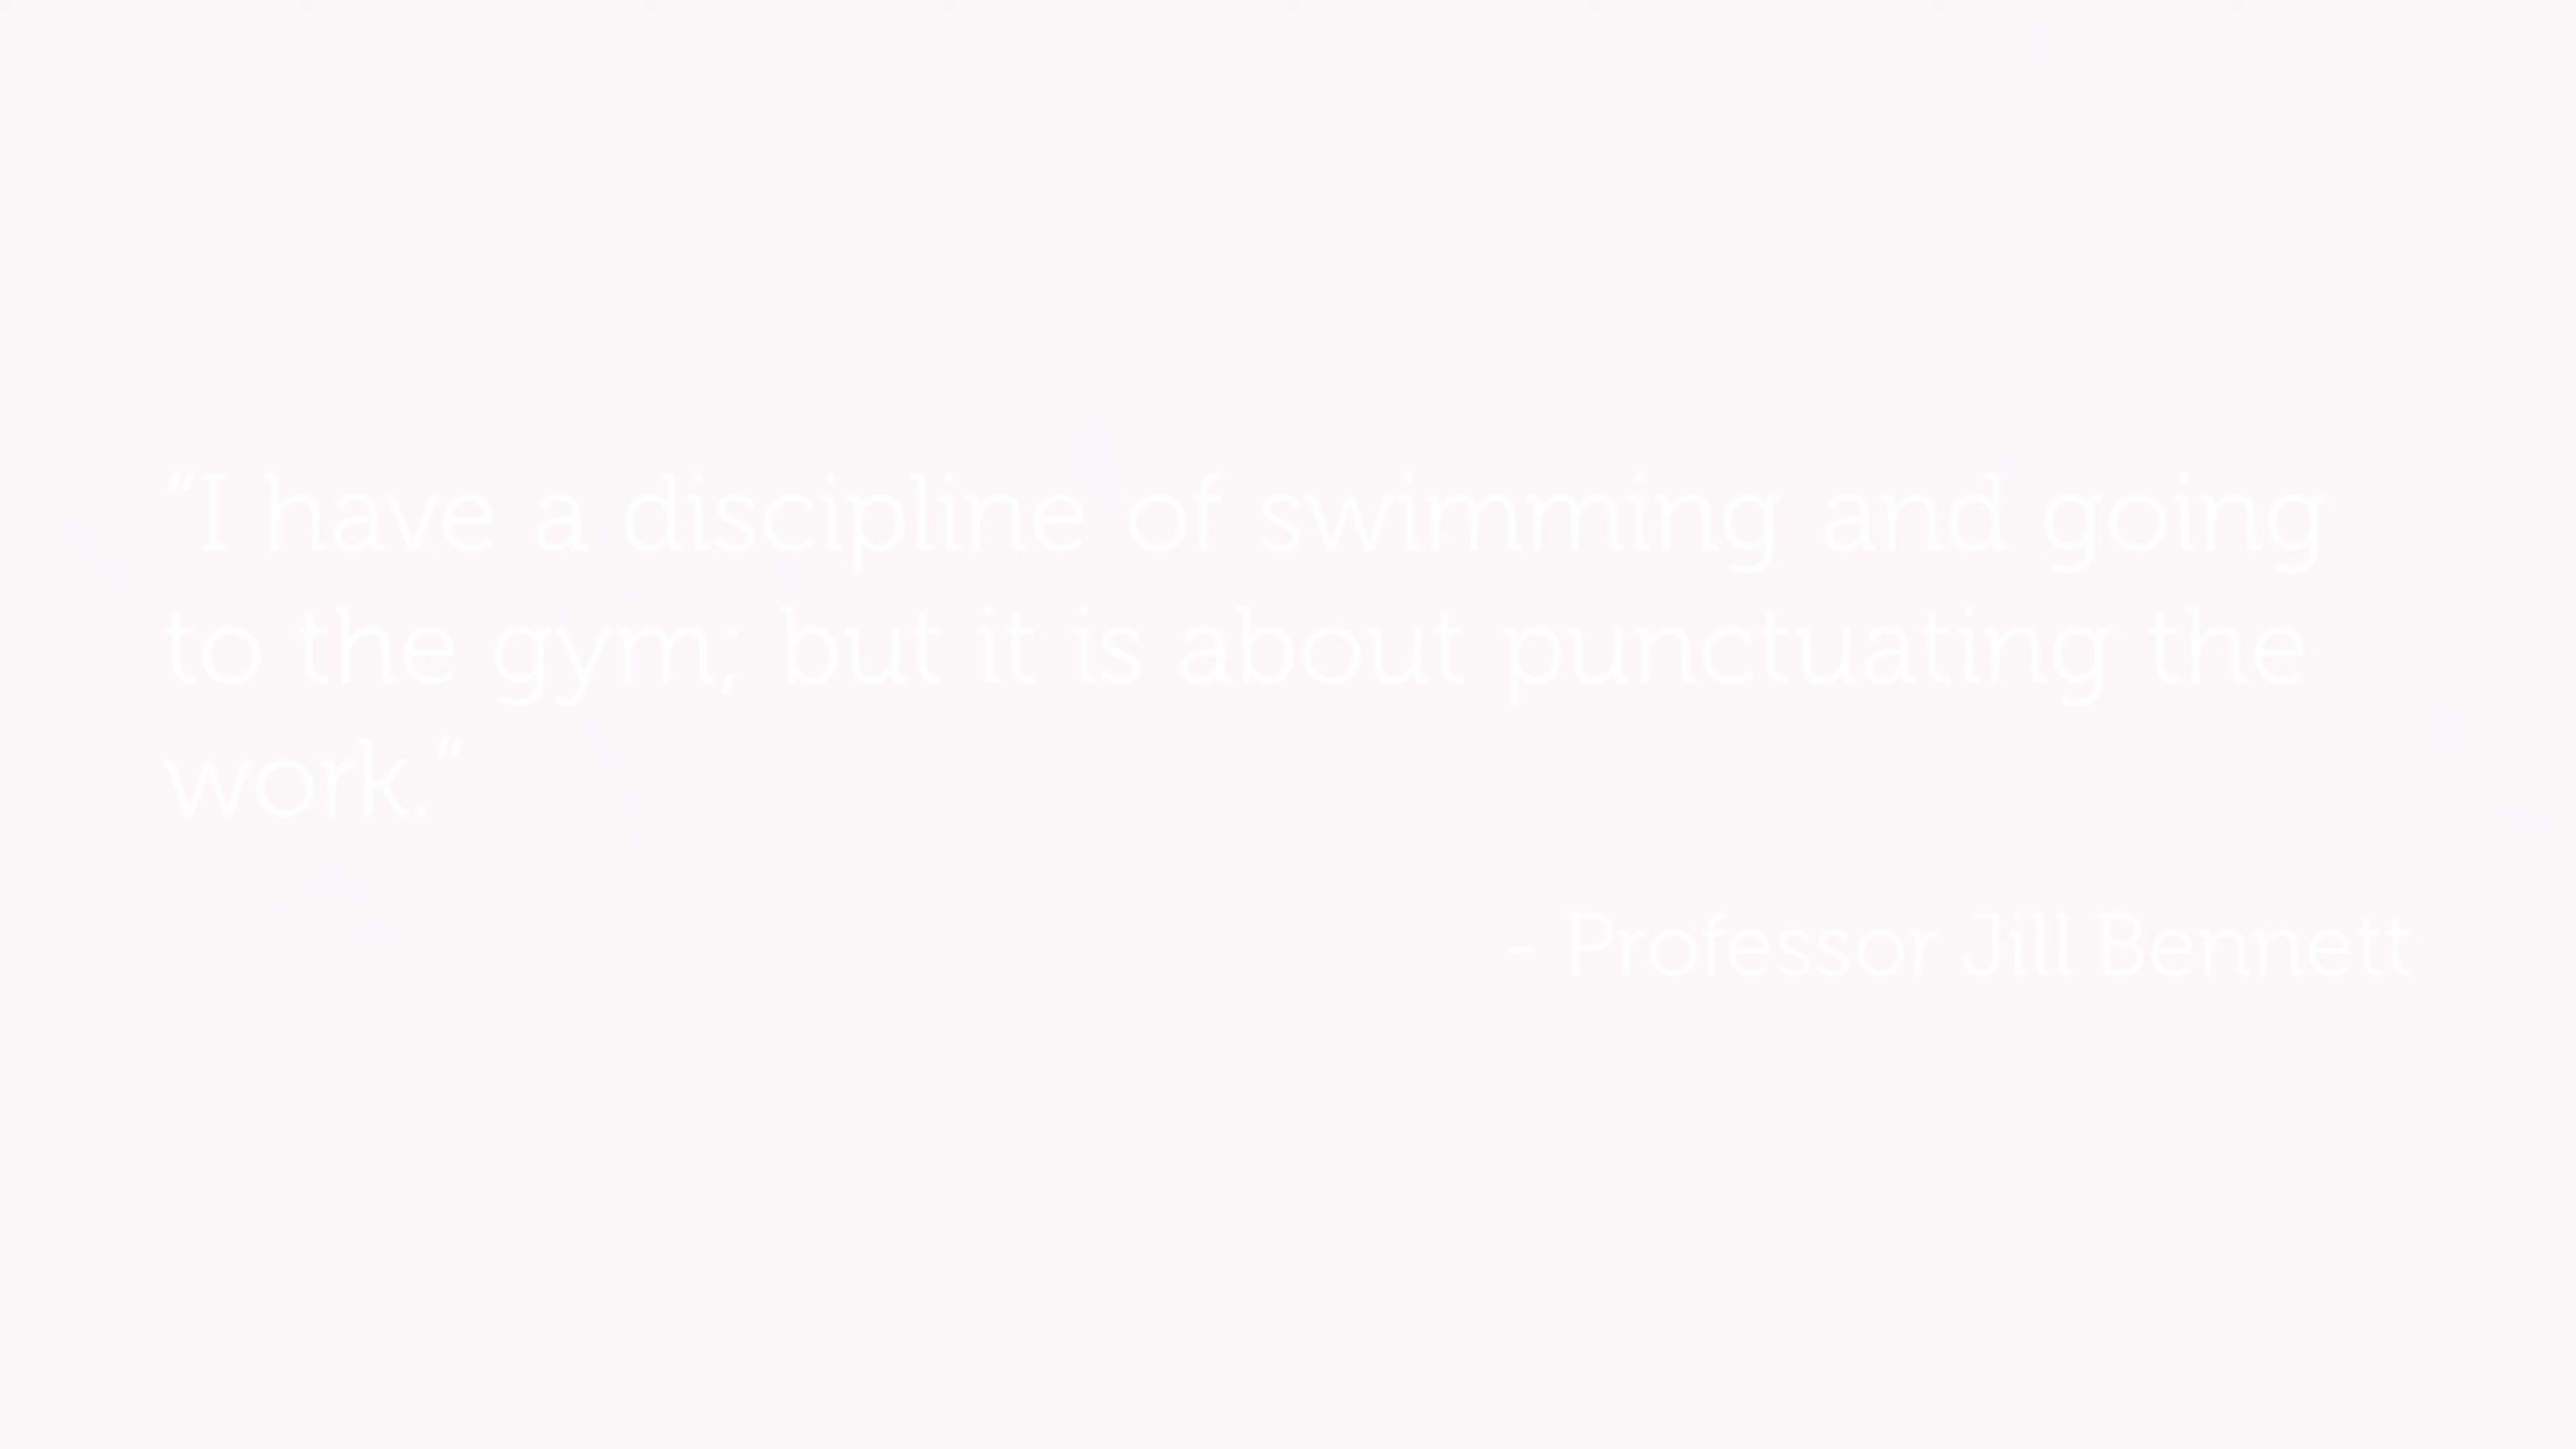 "I have a discipline of swimming and going
to the gym; but it is about punctuating the
work."
- Professor Jill Bennett